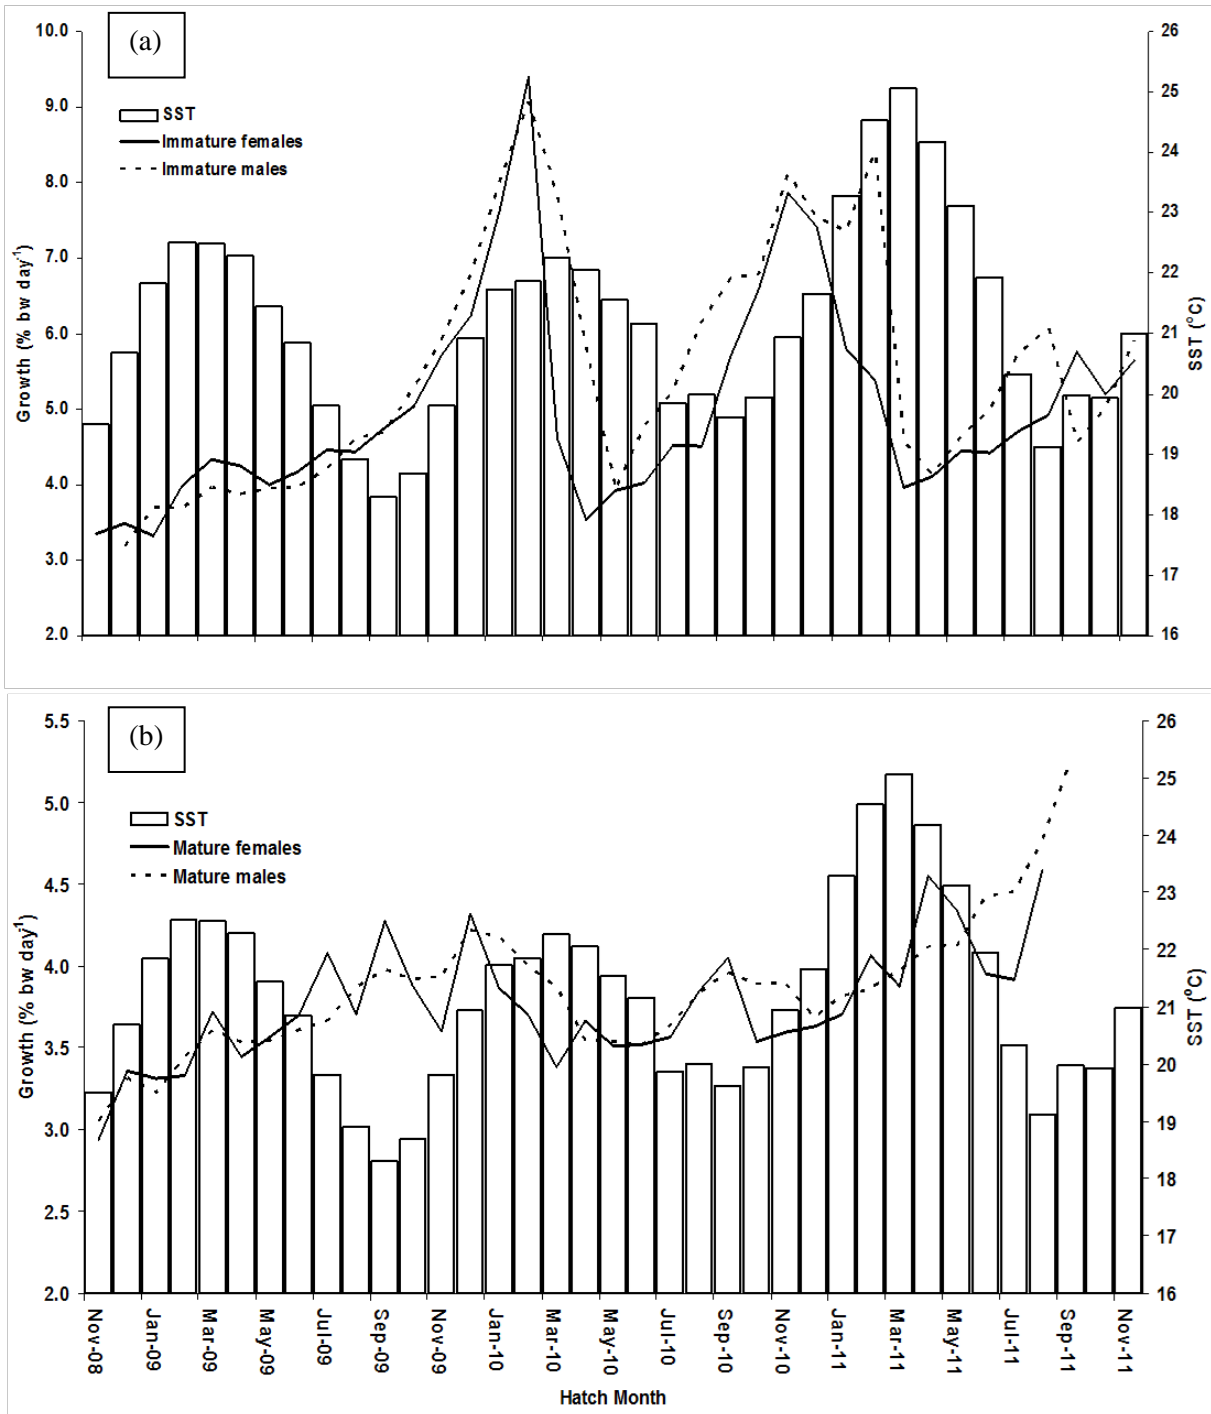 (a)
10.0
9.0
8.0
7.0
6.0
5.0
4.0
3.0
2.0
Growth (% bw day-1)
SST
Immature females
Immature males
26
25
24
23
22
21
20
19
18
17
16
SST (°C)
(b)
5.5
5.0
4.5
4.0
3.5
3.0
2.5
2.0
Growth (% bw day-1)
SST
Mature females
Mature males
26
25
24
23
22
21
20
19
18
17
16
SST (°C)
Nov-08
Jan-09
Mar-09
May-09
Jul-09
Sep-09
Nov-09
Jan-10
Mar-10
May-10
Jul-10
Sep-10
Nov-10
Jan-11
Mar-11
May-11
Jul-11
Sep-11
Nov-11
Hatch Month